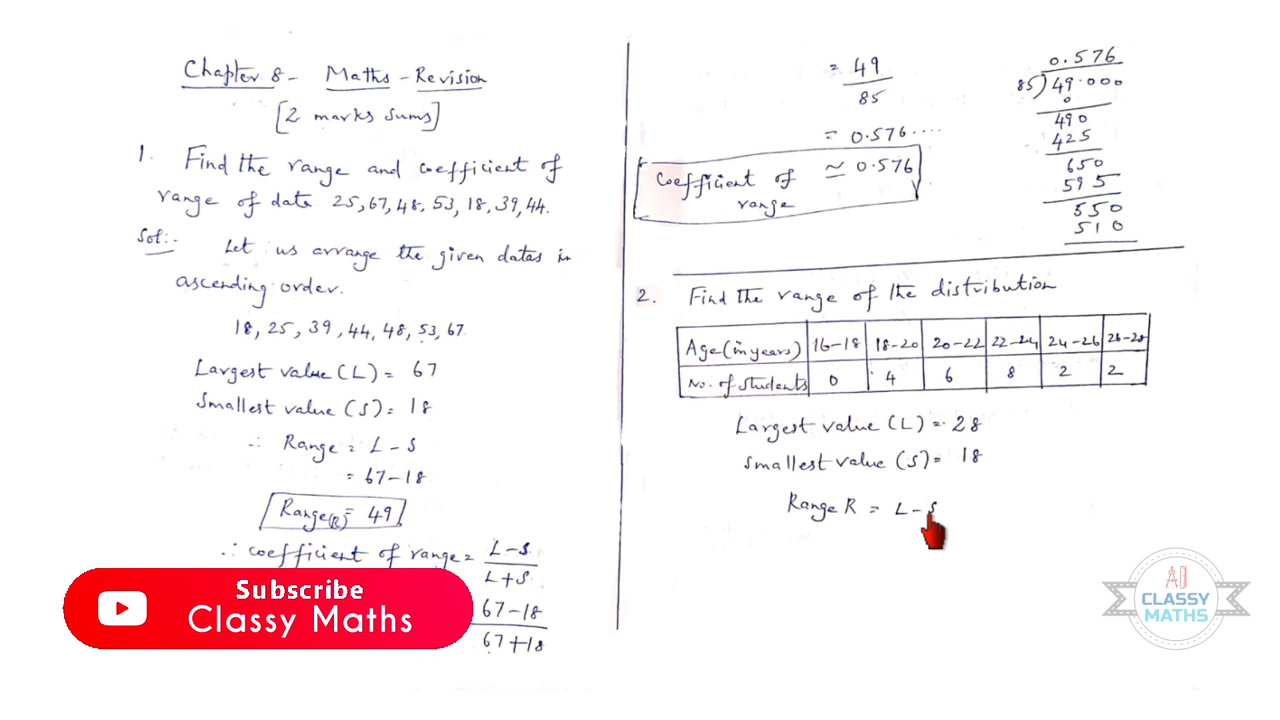 Chapter 8 - Maths - Revision
[2 marks sums]
1. Find the range and coefficient of
range of data 25, 67, 48, 53, 18, 39, 44.
Sol:-
Let us arrange the given datas in
ascending order.
18, 25, 39, 44, 48, 53, 67
Largest value (L) = 67
Smallest value (S) = 18
∴ Range = L - S
= 67 - 18
Range(R) = 49
∴ coefficient of range = L - S
L + S
67 - 18
67 + 18
Subscribe
Classy Maths
= 49
85
= 0.576....
≃ 0.576
Coefficient of
range
0.576
85) 49.000
0
490
425
650
595
550
510
2. Find the range of the distribution
Age (in years) 16-18 18-20 20-22 22-24 24-26 26-28
No. of students 0 4 6 8 2 2
Largest value (L) = 28
Smallest value (S) = 18
Range R = L - S
CLASSY
MATHS